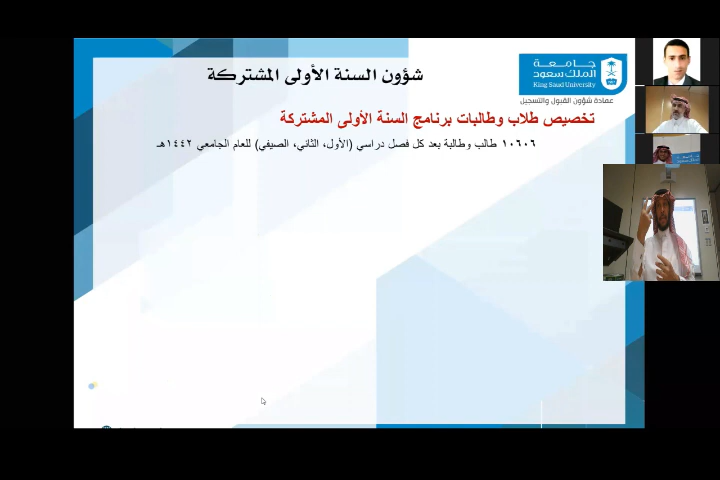 شؤون السنة الأولى المشتركة
جامعة
الملك سعود
King Saud University
عمادة شؤون القبول والتسجيل
تخصيص طلاب وطالبات برنامج السنة الأولى المشتركة
١٠٦٠٦ طالب وطالبة بعد كل فصل دراسي (الأول، الثاني، الصيفي) للعام الجامعي ١٤٤٢هـ